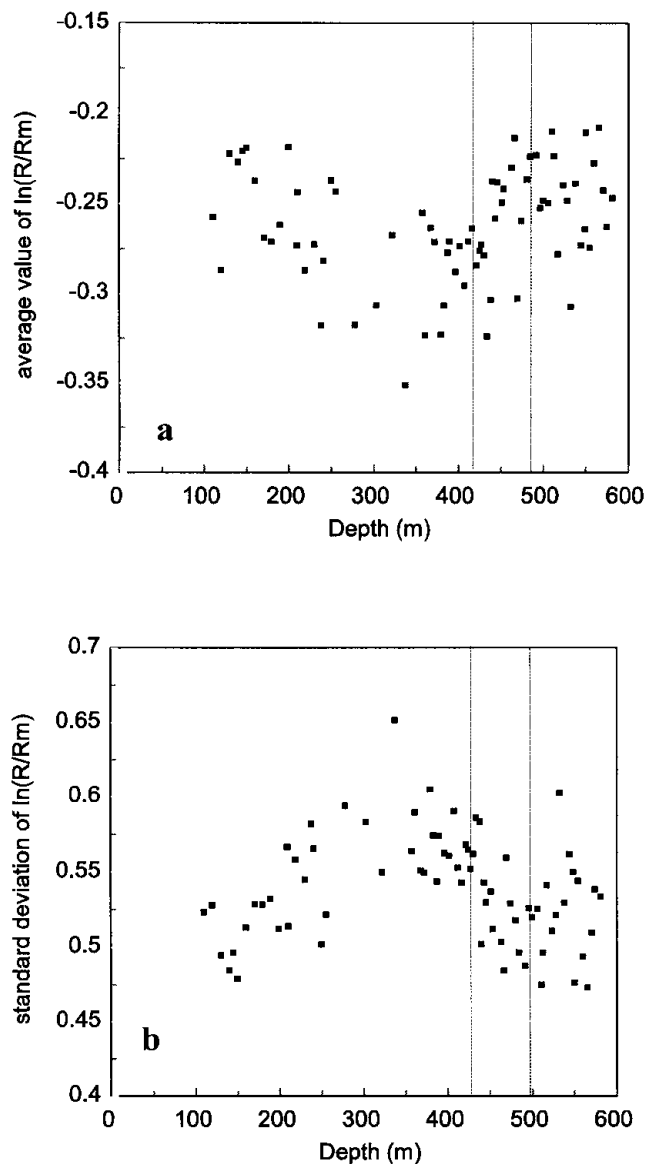 -0.15
-0.2
-0.25
-0.3
-0.35
-0.4
average value of ln(R/Rm)
a
0 100 200 300 400 500 600
Depth (m)
0.7
0.65
0.6
0.55
0.5
0.45
0.4
standard deviation of ln(R/Rm)
b
0 100 200 300 400 500 600
Depth (m)